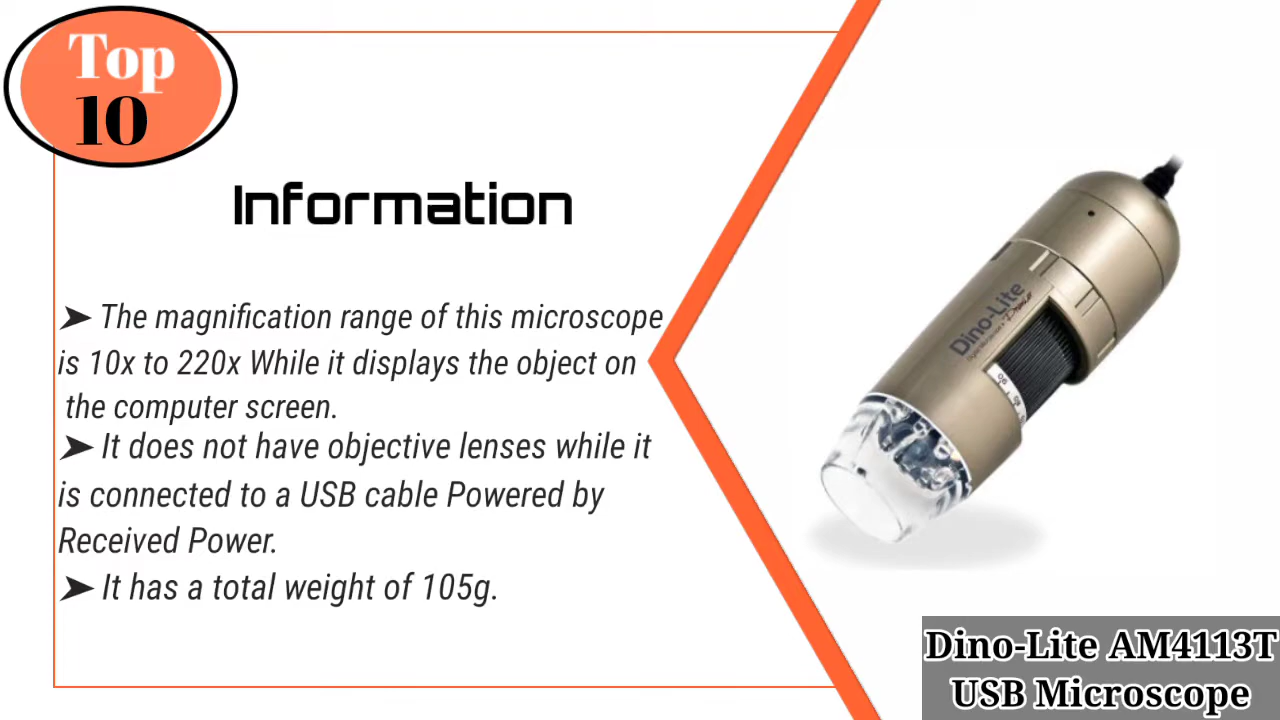 Top
10
Information
➤ The magnification range of this microscope
is 10x to 220x While it displays the object on
the computer screen.
➤ It does not have objective lenses while it
is connected to a USB cable Powered by
Received Power.
➤ It has a total weight of 105g.
Dino-Lite
Dino-Lite AM4113T
USB Microscope